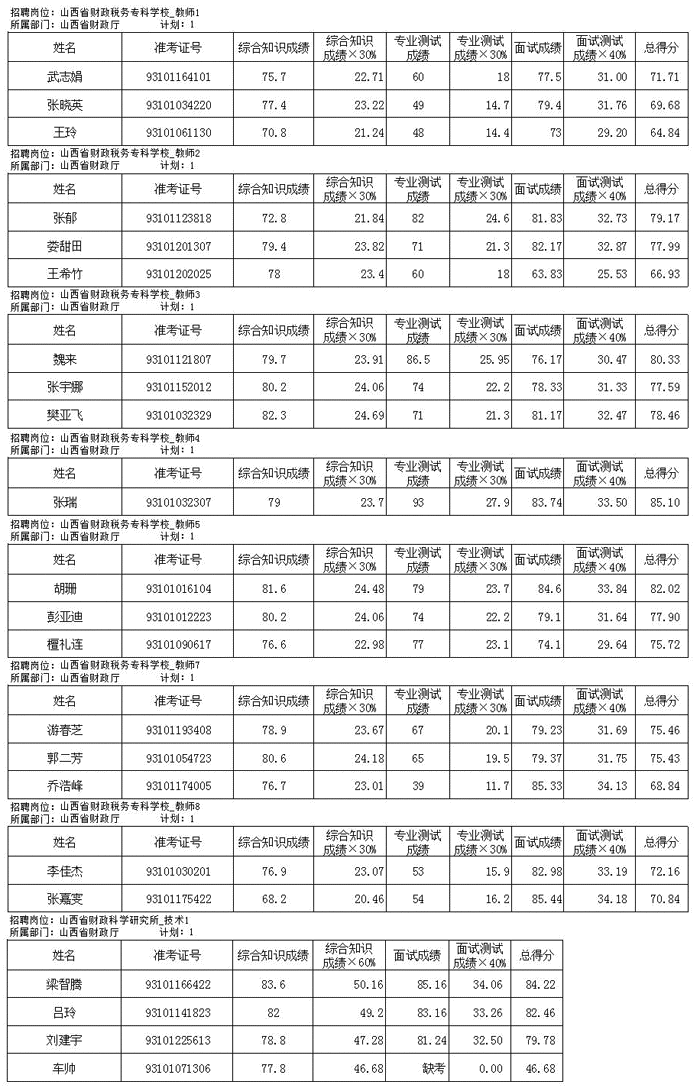 招聘岗位：山西省财政税务专科学校_教师1
所属部门：山西省财政厅 计划：1
姓名 准考证号 综合知识成绩 综合知识成绩×30% 专业测试成绩 专业测试成绩×30% 面试成绩 面试测试成绩×40% 总得分
武志娟 93101164101 75.7 22.71 60 18 77.5 31.00 71.71
张晓英 93101034220 77.4 23.22 49 14.7 79.4 31.76 69.68
王玲 93101061130 70.8 21.24 48 14.4 73 29.20 64.84
招聘岗位：山西省财政税务专科学校_教师2
所属部门：山西省财政厅 计划：1
姓名 准考证号 综合知识成绩 综合知识成绩×30% 专业测试成绩 专业测试成绩×30% 面试成绩 面试测试成绩×40% 总得分
张郁 93101123818 72.8 21.84 82 24.6 81.83 32.73 79.17
娄甜田 93101201307 79.4 23.82 71 21.3 82.17 32.87 77.99
王希竹 93101202025 78 23.4 60 18 63.83 25.53 66.93
招聘岗位：山西省财政税务专科学校_教师3
所属部门：山西省财政厅 计划：1
姓名 准考证号 综合知识成绩 综合知识成绩×30% 专业测试成绩 专业测试成绩×30% 面试成绩 面试测试成绩×40% 总得分
魏来 93101121807 79.7 23.91 86.5 25.95 76.17 30.47 80.33
张宇娜 93101152012 80.2 24.06 74 22.2 78.33 31.33 77.59
樊亚飞 93101032329 82.3 24.69 71 21.3 81.17 32.47 78.46
招聘岗位：山西省财政税务专科学校_教师4
所属部门：山西省财政厅 计划：1
姓名 准考证号 综合知识成绩 综合知识成绩×30% 专业测试成绩 专业测试成绩×30% 面试成绩 面试测试成绩×40% 总得分
张瑞 93101032307 79 23.7 93 27.9 83.74 33.50 85.10
招聘岗位：山西省财政税务专科学校_教师5
所属部门：山西省财政厅 计划：1
姓名 准考证号 综合知识成绩 综合知识成绩×30% 专业测试成绩 专业测试成绩×30% 面试成绩 面试测试成绩×40% 总得分
胡珊 93101016104 81.6 24.48 79 23.7 84.6 33.84 82.02
彭亚迪 93101012223 80.2 24.06 74 22.2 79.1 31.64 77.90
檀礼连 93101090617 76.6 22.98 77 23.1 74.1 29.64 75.72
招聘岗位：山西省财政税务专科学校_教师7
所属部门：山西省财政厅 计划：1
姓名 准考证号 综合知识成绩 综合知识成绩×30% 专业测试成绩 专业测试成绩×30% 面试成绩 面试测试成绩×40% 总得分
游春芝 93101193408 78.9 23.67 67 20.1 79.23 31.69 75.46
郭二芳 93101054723 80.6 24.18 65 19.5 79.37 31.75 75.43
乔浩峰 93101174005 76.7 23.01 39 11.7 85.33 34.13 68.84
招聘岗位：山西省财政税务专科学校_教师8
所属部门：山西省财政厅 计划：1
姓名 准考证号 综合知识成绩 综合知识成绩×30% 专业测试成绩 专业测试成绩×30% 面试成绩 面试测试成绩×40% 总得分
李佳杰 93101030201 76.9 23.07 53 15.9 82.98 33.19 72.16
张嘉雯 93101175422 68.2 20.46 54 16.2 85.44 34.18 70.84
招聘岗位：山西省财政科学研究所_技术1
所属部门：山西省财政厅 计划：1
姓名 准考证号 综合知识成绩 综合知识成绩×60% 面试成绩 面试测试成绩×40% 总得分
梁智腾 93101166422 83.6 50.16 85.16 34.06 84.22
吕玲 93101141823 82 49.2 83.16 33.26 82.46
刘建宇 93101225613 78.8 47.28 81.24 32.50 79.78
车帅 93101071306 77.8 46.68 缺考 0.00 46.68